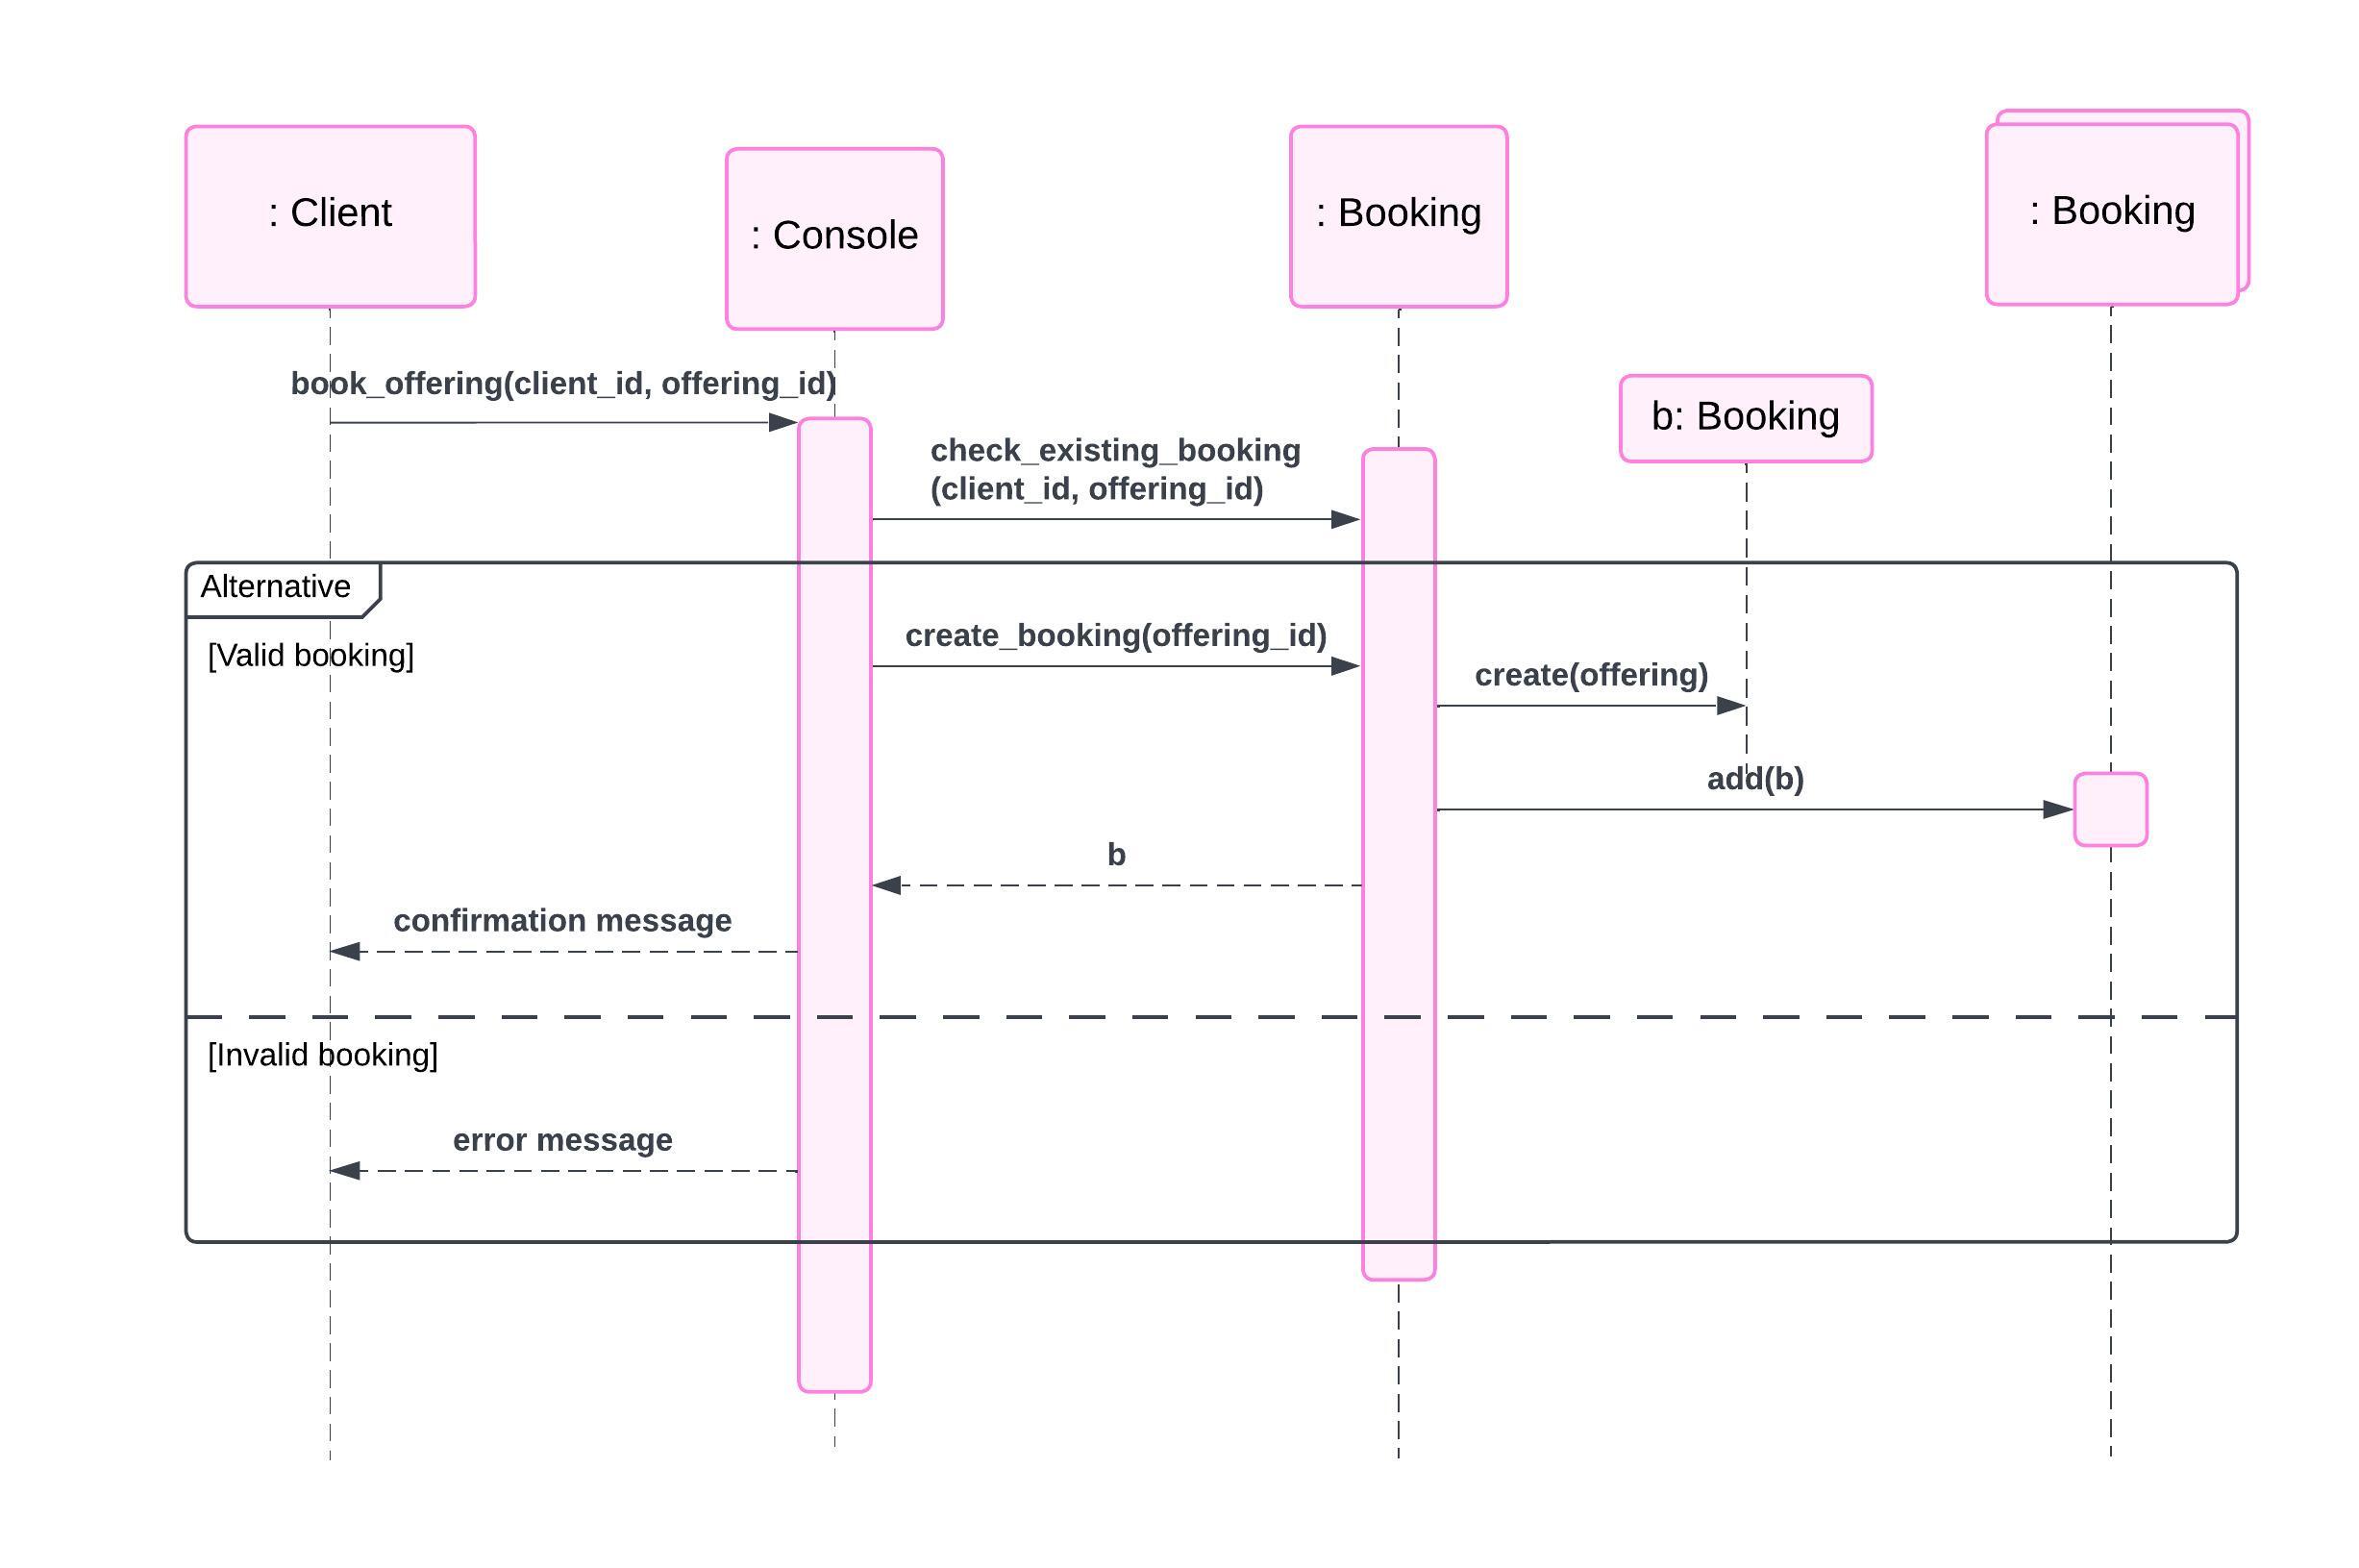 : Client
: Console
: Booking
: Booking
book_offering(client_id, offering_id)
b: Booking
check_existing_booking
(client_id, offering_id)
Alternative
[Valid booking]
create_booking(offering_id)
create(offering)
add(b)
b
confirmation message
[Invalid booking]
error message